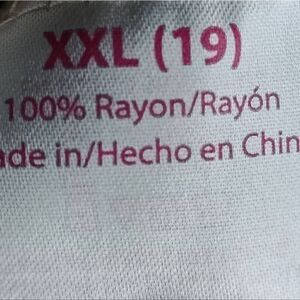 XXL (19)
100% Rayon/Rayón
ade in/Hecho en Chin